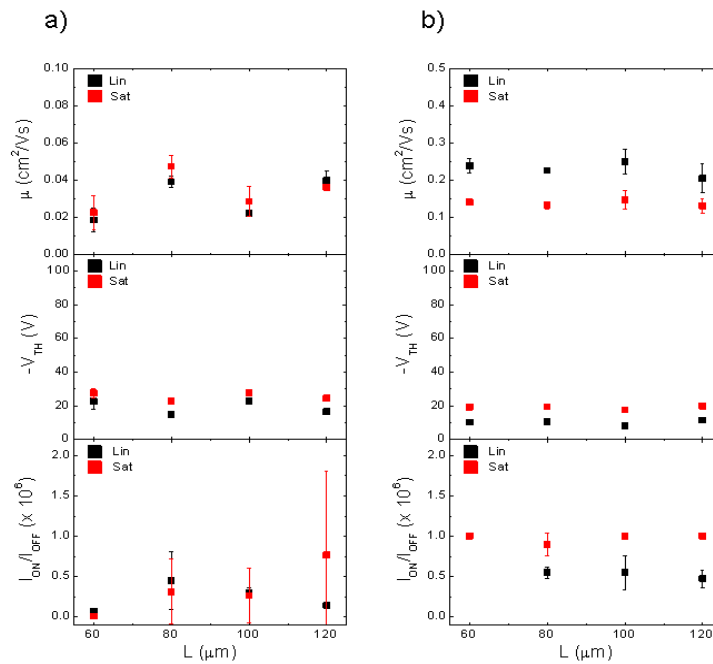 a)
b)
0.10
0.08
0.06
0.04
0.02
0.00
μ (cm²/Vs)
Lin
Sat
100
80
60
40
20
0
-V_TH (V)
Lin
Sat
2.0
1.5
1.0
0.5
0.0
I_ON/I_OFF (x 10⁶)
Lin
Sat
60
80
100
120
L (μm)
0.5
0.4
0.3
0.2
0.1
0.0
μ (cm²/Vs)
Lin
Sat
100
80
60
40
20
0
-V_TH (V)
Lin
Sat
2.0
1.5
1.0
0.5
0.0
I_ON/I_OFF (x 10⁶)
Lin
Sat
60
80
100
120
L (μm)